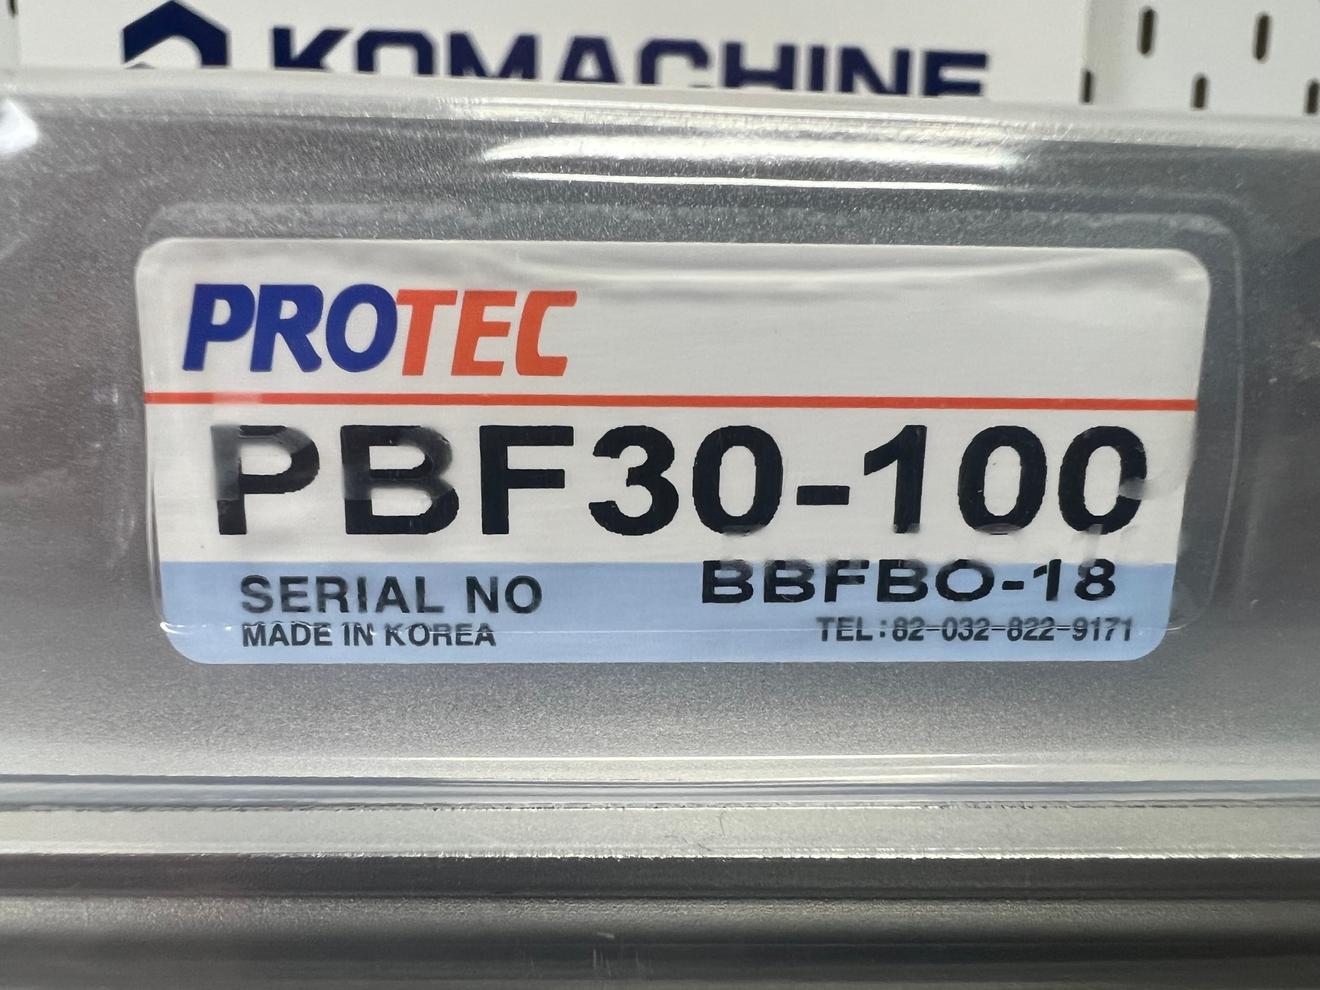 KOMACHINE
PROTEC
PBF30-100
SERIAL NO BBFBO-18
MADE IN KOREA TEL:82-032-822-9171